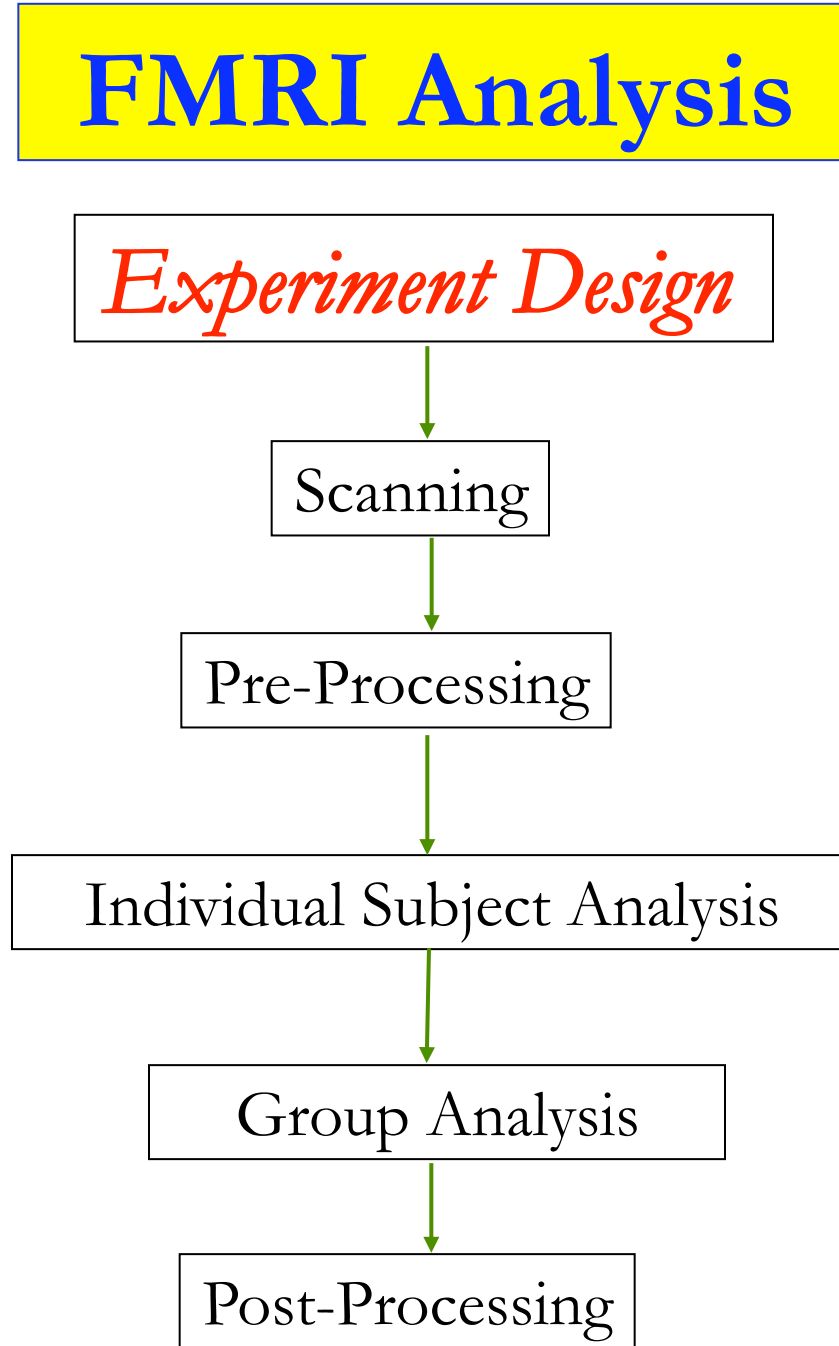 FMRI Analysis
Experiment Design
Scanning
Pre-Processing
Individual Subject Analysis
Group Analysis
Post-Processing